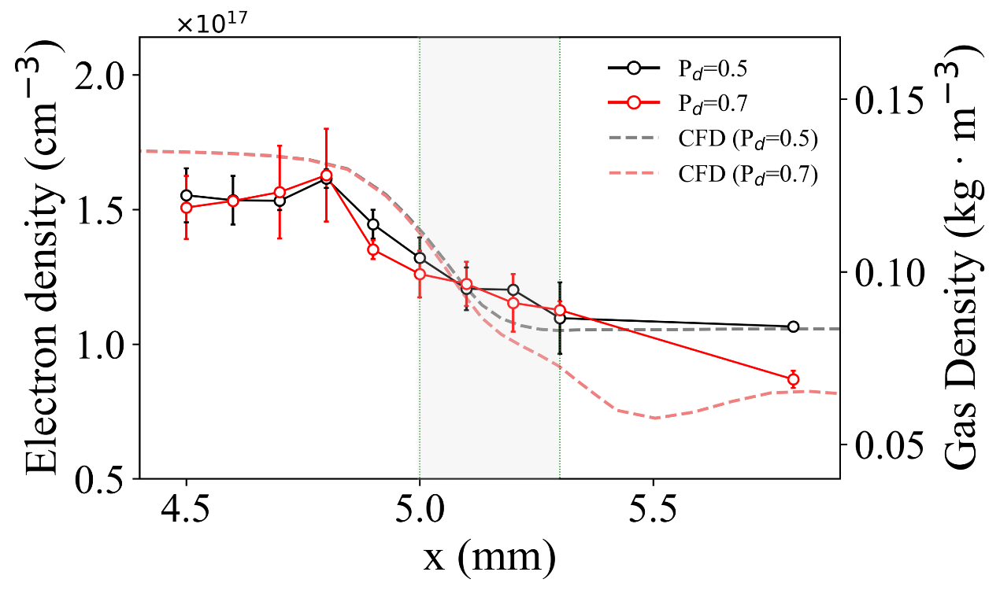 ×10¹⁷
Electron density (cm⁻³)
2.0
1.5
1.0
0.5
P_d=0.5
P_d=0.7
CFD (P_d=0.5)
CFD (P_d=0.7)
0.15
0.10
0.05
Gas Density (kg · m⁻³)
4.5 5.0 5.5
x (mm)